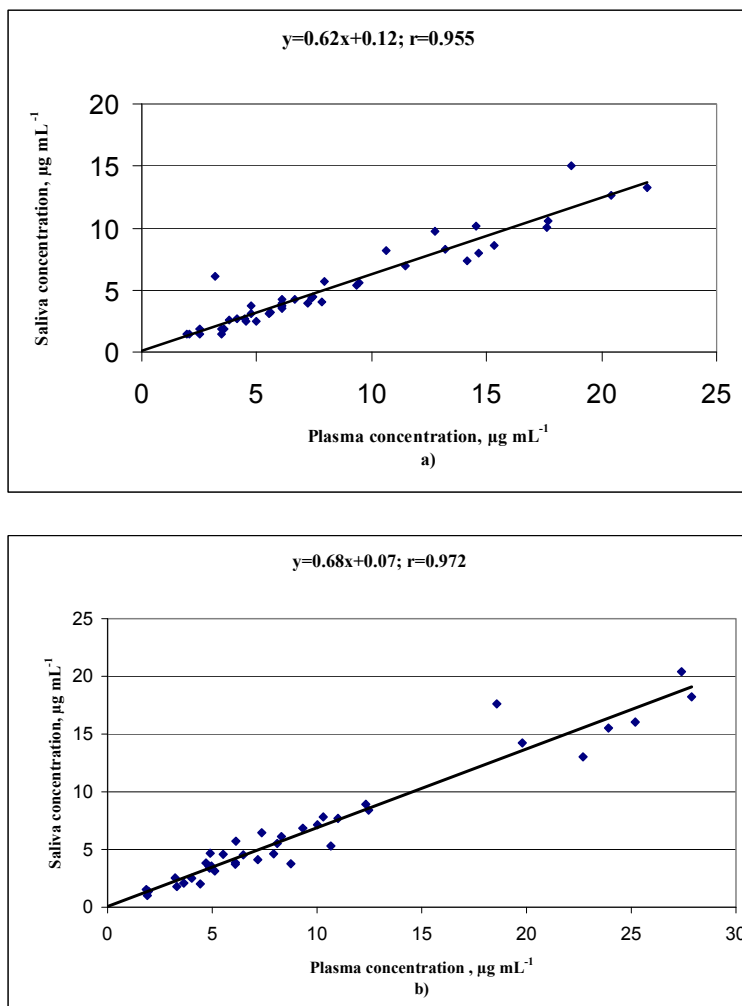 y=0.62x+0.12; r=0.955
20
15
10
5
0
0 5 10 15 20 25
Saliva concentration, µg mL⁻¹
Plasma concentration, µg mL⁻¹
a)
y=0.68x+0.07; r=0.972
25
20
15
10
5
0
0 5 10 15 20 25 30
Saliva concentration, µg mL⁻¹
Plasma concentration , µg mL⁻¹
b)